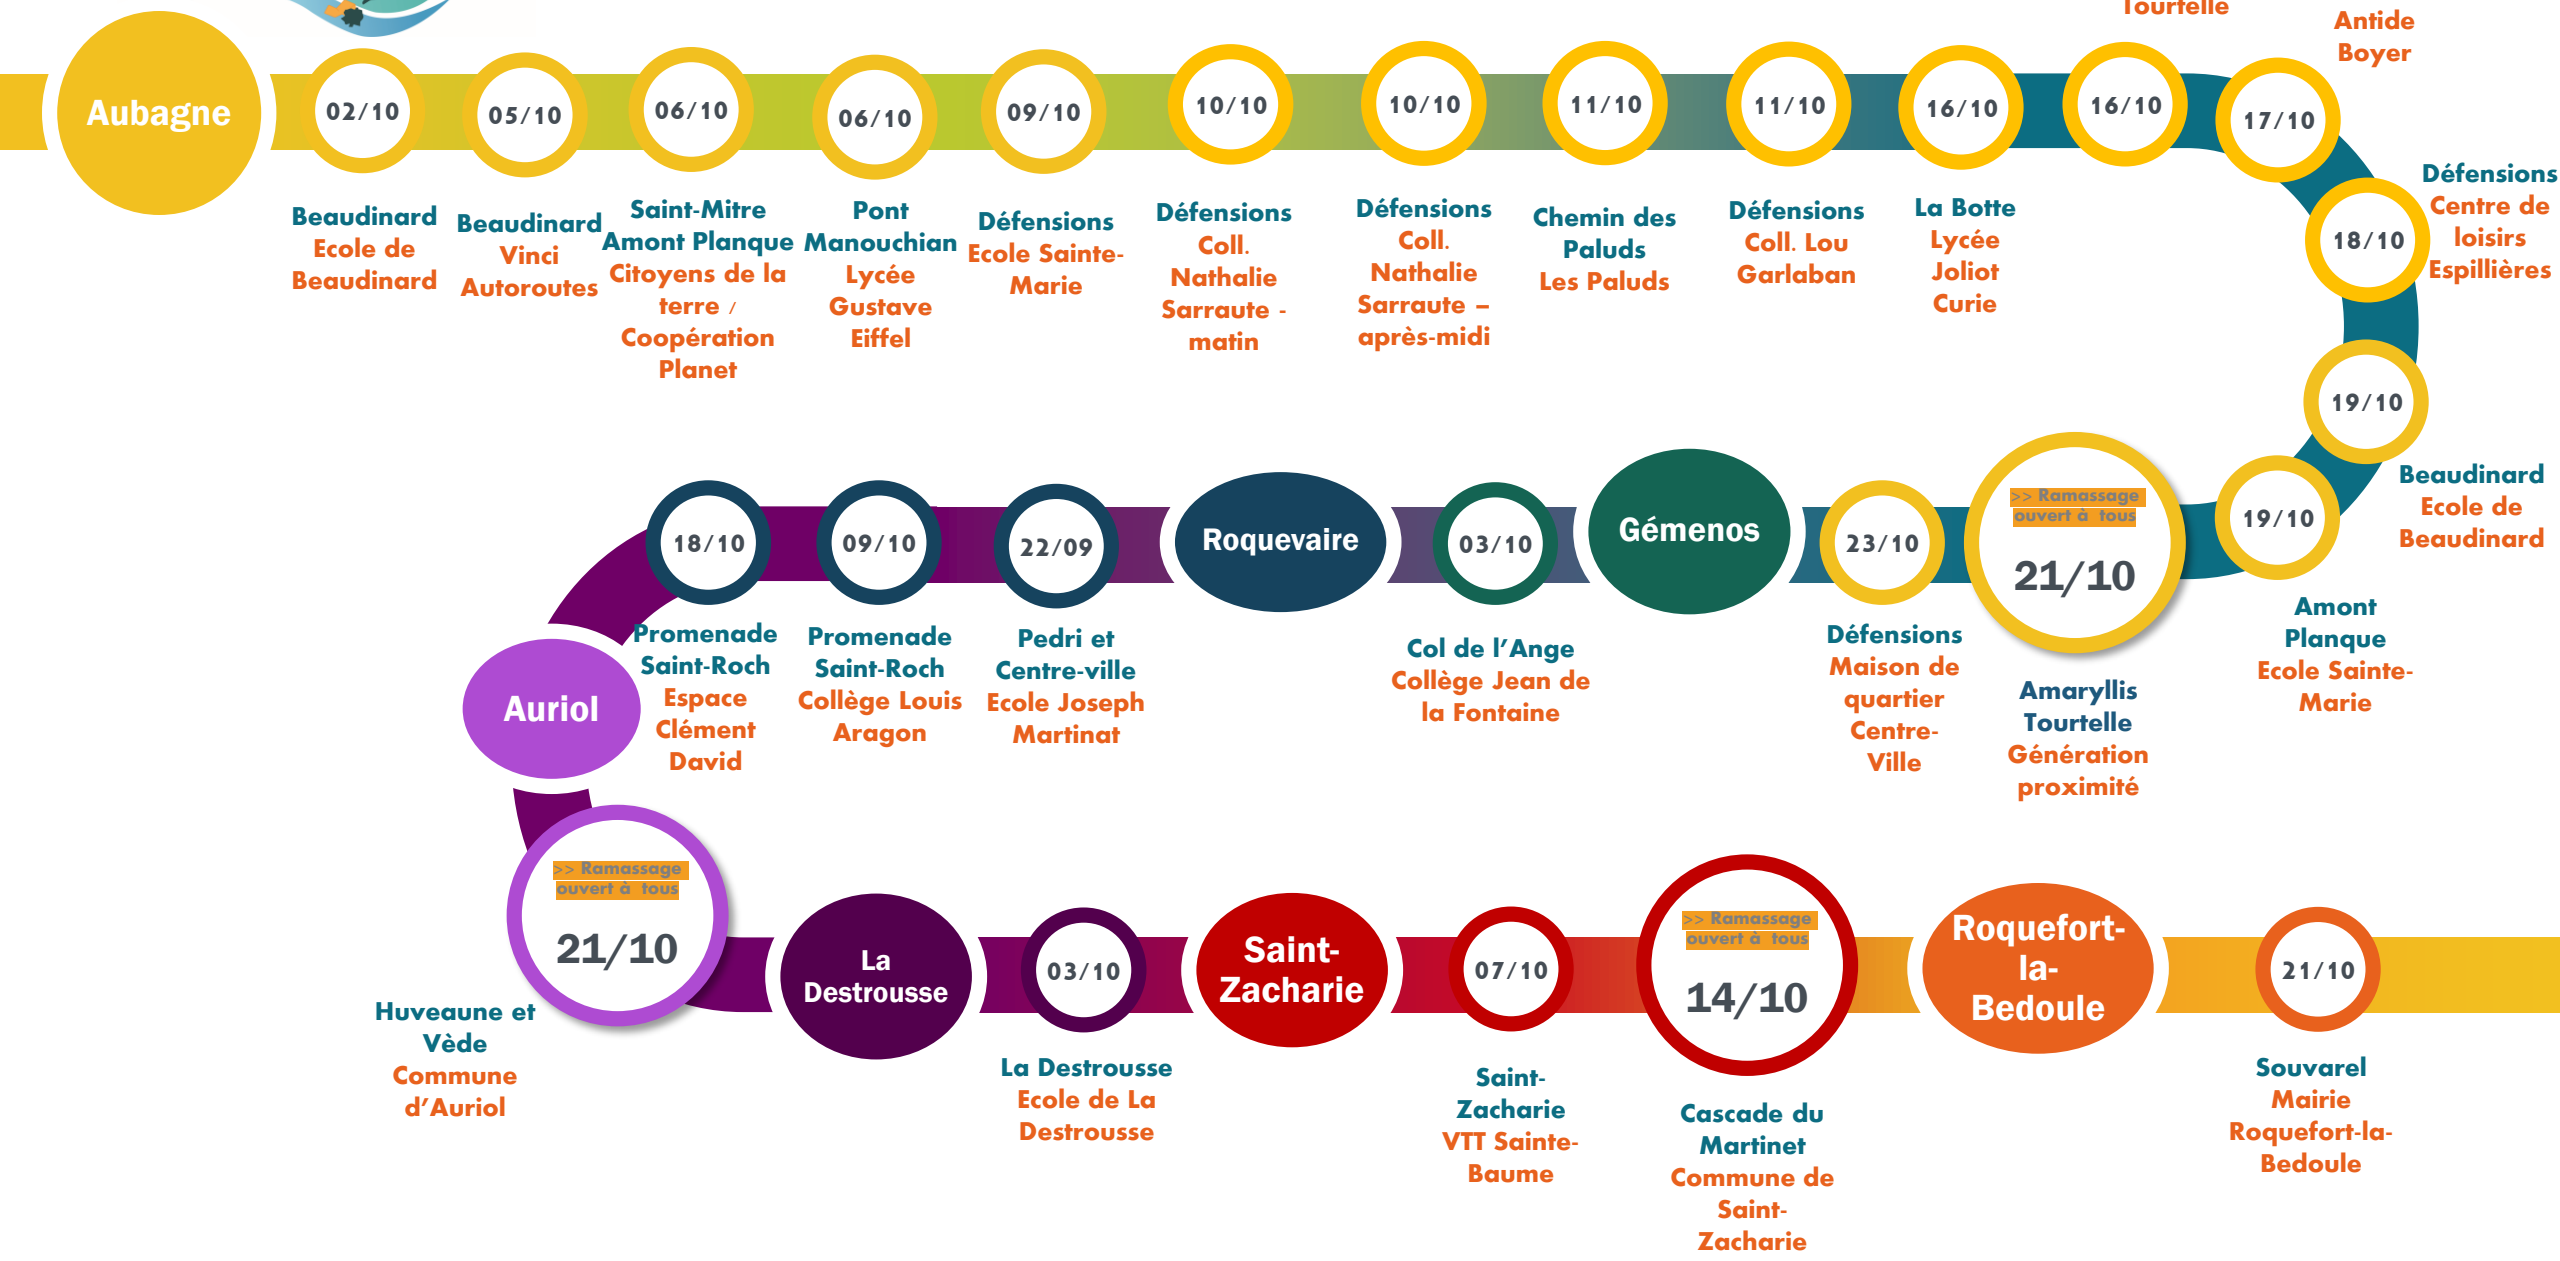 Tourtelle
Antide
Boyer
Aubagne
02/10
05/10
06/10
06/10
09/10
10/10
10/10
11/10
11/10
16/10
16/10
17/10
Beaudinard
Ecole de
Beaudinard
Beaudinard
Vinci
Autoroutes
Saint-Mitre
Amont Planque
Citoyens de la
terre /
Coopération
Planet
Pont
Manouchian
Lycée
Gustave
Eiffel
Défensions
Ecole Sainte-
Marie
Défensions
Coll.
Nathalie
Sarraute -
matin
Défensions
Coll.
Nathalie
Sarraute –
après-midi
Chemin des
Paluds
Les Paluds
Défensions
Coll. Lou
Garlaban
La Botte
Lycée
Joliot
Curie
18/10
Défensions
Centre de
loisirs
Espillières
19/10
Beaudinard
Ecole de
Beaudinard
19/10
Amont
Planque
Ecole Sainte-
Marie
>> Ramassage
ouvert à tous
21/10
Amaryllis
Tourtelle
Génération
proximité
23/10
Défensions
Maison de
quartier
Centre-
Ville
Gémenos
03/10
Col de l’Ange
Collège Jean de
la Fontaine
Roquevaire
22/09
Pedri et
Centre-ville
Ecole Joseph
Martinat
09/10
Promenade
Saint-Roch
Collège Louis
Aragon
18/10
Promenade
Saint-Roch
Espace
Clément
David
Auriol
>> Ramassage
ouvert à tous
21/10
Huveaune et
Vède
Commune
d’Auriol
La
Destrousse
03/10
La Destrousse
Ecole de La
Destrousse
Saint-
Zacharie
07/10
Saint-
Zacharie
VTT Sainte-
Baume
>> Ramassage
ouvert à tous
14/10
Cascade du
Martinet
Commune de
Saint-
Zacharie
Roquefort-
la-
Bedoule
21/10
Souvarel
Mairie
Roquefort-la-
Bedoule